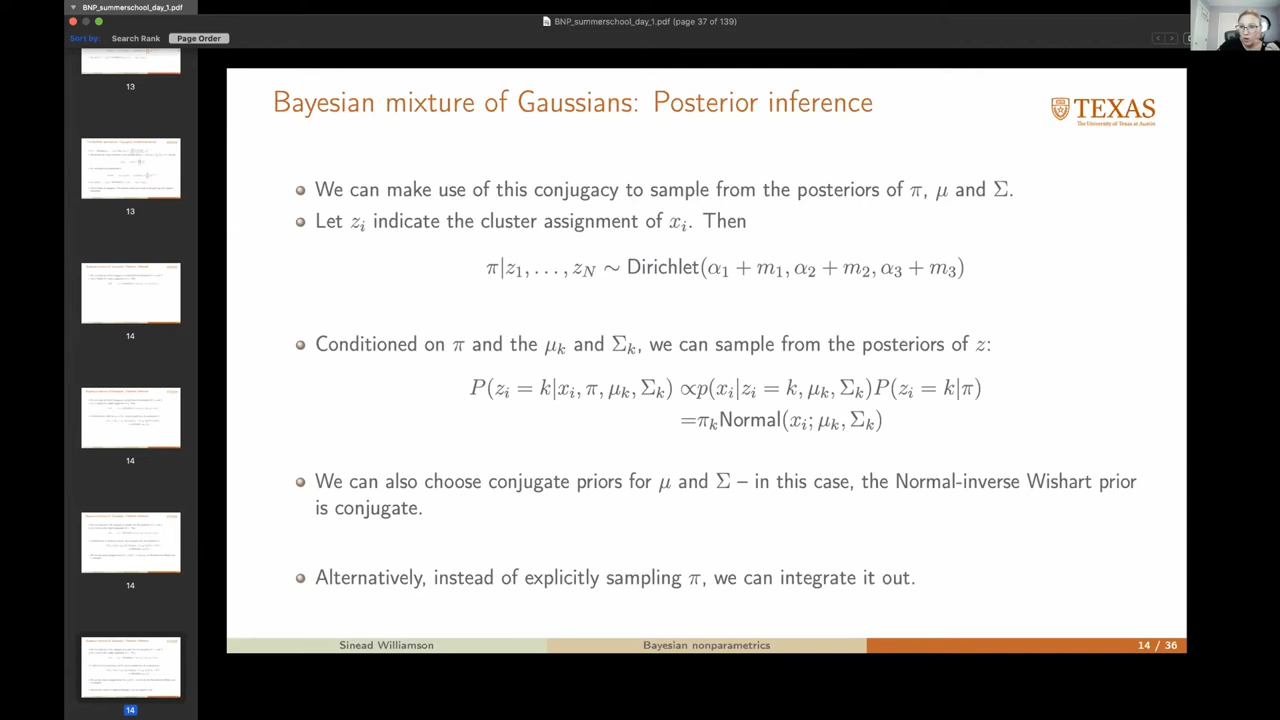 BNP_summerschool_day_1.pdf
BNP_summerschool_day_1.pdf (page 37 of 139)
Sort by: Search Rank Page Order
13
13
14
14
14
14
Bayesian mixture of Gaussians: Posterior inference
TEXAS
The University of Texas at Austin
• We can make use of this conjugacy to sample from the posteriors of π, μ and Σ.
• Let z_i indicate the cluster assignment of x_i. Then
π|z_1, . . . z_N ∼ Dirichlet(α_1 + m_1, α_2 + m_2, α_3 + m_3)
• Conditioned on π and the μ_k and Σ_k, we can sample from the posteriors of z:
P(z_i = k|x_i, π, μ_k, Σ_k) ∝p(x_i|z_i = k, μ_k, Σ_k)P(z_i = k|π)
=π_k Normal(x_i; μ_k, Σ_k)
• We can also choose conjugate priors for μ and Σ – in this case, the Normal-inverse Wishart prior
is conjugate.
• Alternatively, instead of explicitly sampling π, we can integrate it out.
Sinead Williamson Bayesian nonparametrics 14 / 36